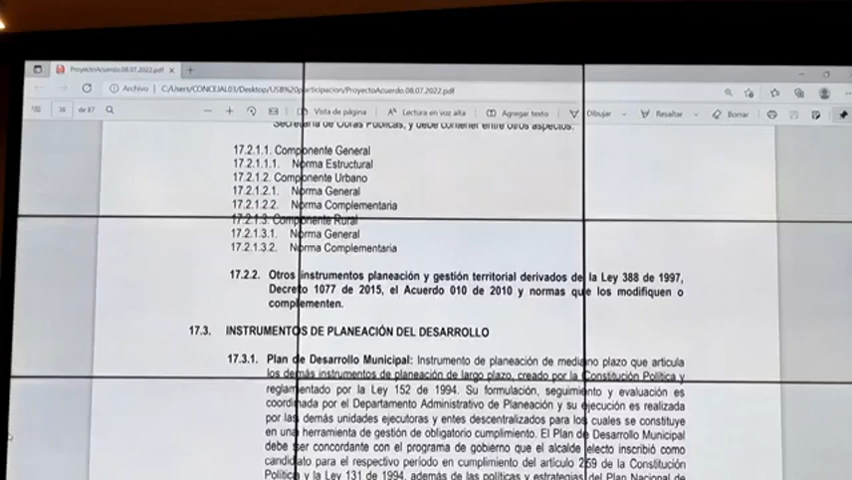 ProyectoAcuerdo.08.07.2022.pdf
Archivo | C:/Users/CONCEJAL03/Desktop/USB%20participacion/ProyectoAcuerdo.08.07.2022.pdf
36 de 87 Vista de página Lectura en voz alta Agregar texto Dibujar Resaltar Borrar
Secretaría de Obras Públicas, y debe contener entre otros aspectos:
17.2.1.1. Componente General
17.2.1.1.1. Norma Estructural
17.2.1.2. Componente Urbano
17.2.1.2.1. Norma General
17.2.1.2.2. Norma Complementaria
17.2.1.3. Componente Rural
17.2.1.3.1. Norma General
17.2.1.3.2. Norma Complementaria
17.2.2. Otros instrumentos planeación y gestión territorial derivados de la Ley 388 de 1997,
Decreto 1077 de 2015, el Acuerdo 010 de 2010 y normas que los modifiquen o
complementen.
17.3. INSTRUMENTOS DE PLANEACIÓN DEL DESARROLLO
17.3.1. Plan de Desarrollo Municipal: Instrumento de planeación de mediano plazo que articula
los demás instrumentos de planeación de largo plazo, creado por la Constitución Política y
reglamentado por la Ley 152 de 1994. Su formulación, seguimiento y evaluación es
coordinada por el Departamento Administrativo de Planeación y su ejecución es realizada
por las demás unidades ejecutoras y entes descentralizados para los cuales se constituye
en una herramienta de gestión de obligatorio cumplimiento. El Plan de Desarrollo Municipal
debe ser concordante con el programa de gobierno que el alcalde electo inscribió como
candidato para el respectivo período en cumplimiento del artículo 259 de la Constitución
Política y la Ley 131 de 1994, además de las políticas y estrategias del Plan Nacional de